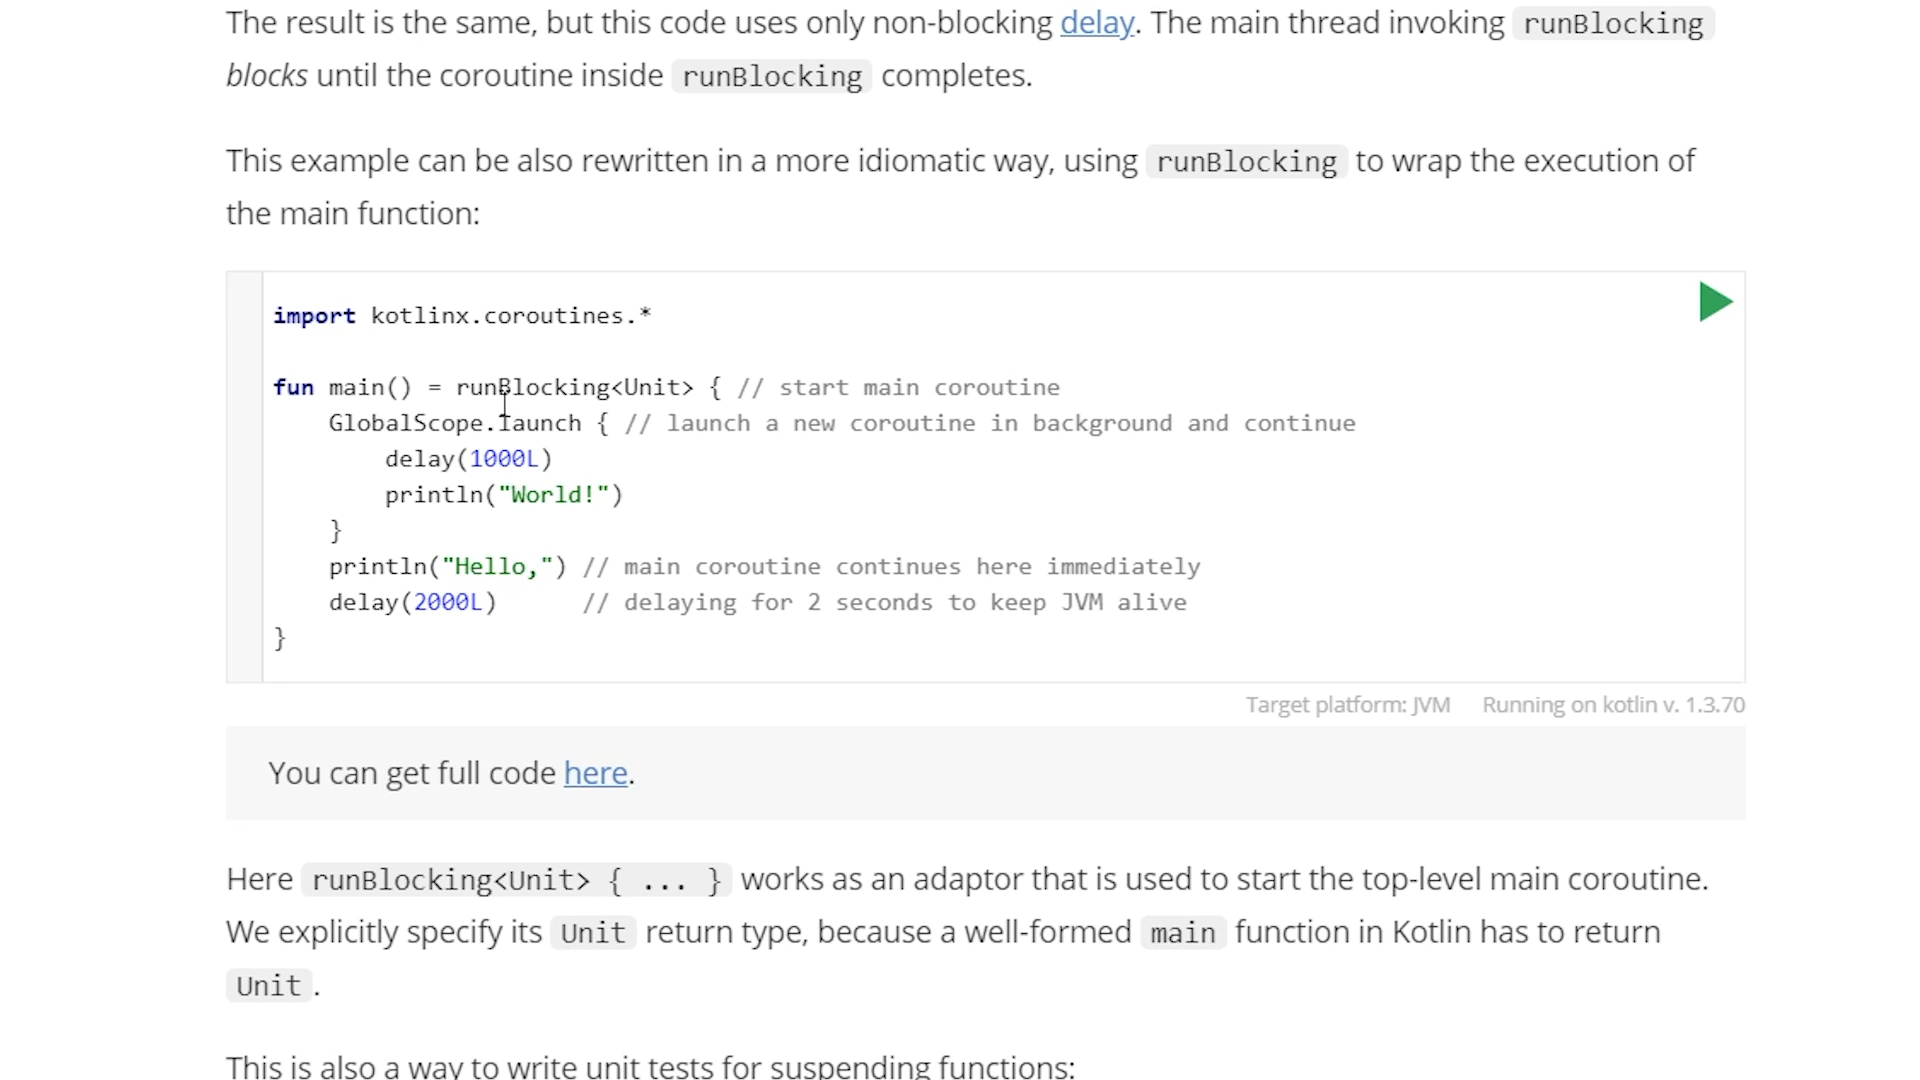 The result is the same, but this code uses only non-blocking delay. The main thread invoking runBlocking
blocks until the coroutine inside runBlocking completes.
This example can be also rewritten in a more idiomatic way, using runBlocking to wrap the execution of
the main function:
import kotlinx.coroutines.*
fun main() = runBlocking<Unit> { // start main coroutine
    GlobalScope.launch { // launch a new coroutine in background and continue
        delay(1000L)
        println("World!")
    }
    println("Hello,") // main coroutine continues here immediately
    delay(2000L)      // delaying for 2 seconds to keep JVM alive
}
Target platform: JVM Running on kotlin v. 1.3.70
You can get full code here.
Here runBlocking<Unit> { ... } works as an adaptor that is used to start the top-level main coroutine.
We explicitly specify its Unit return type, because a well-formed main function in Kotlin has to return
Unit.
This is also a way to write unit tests for suspending functions: